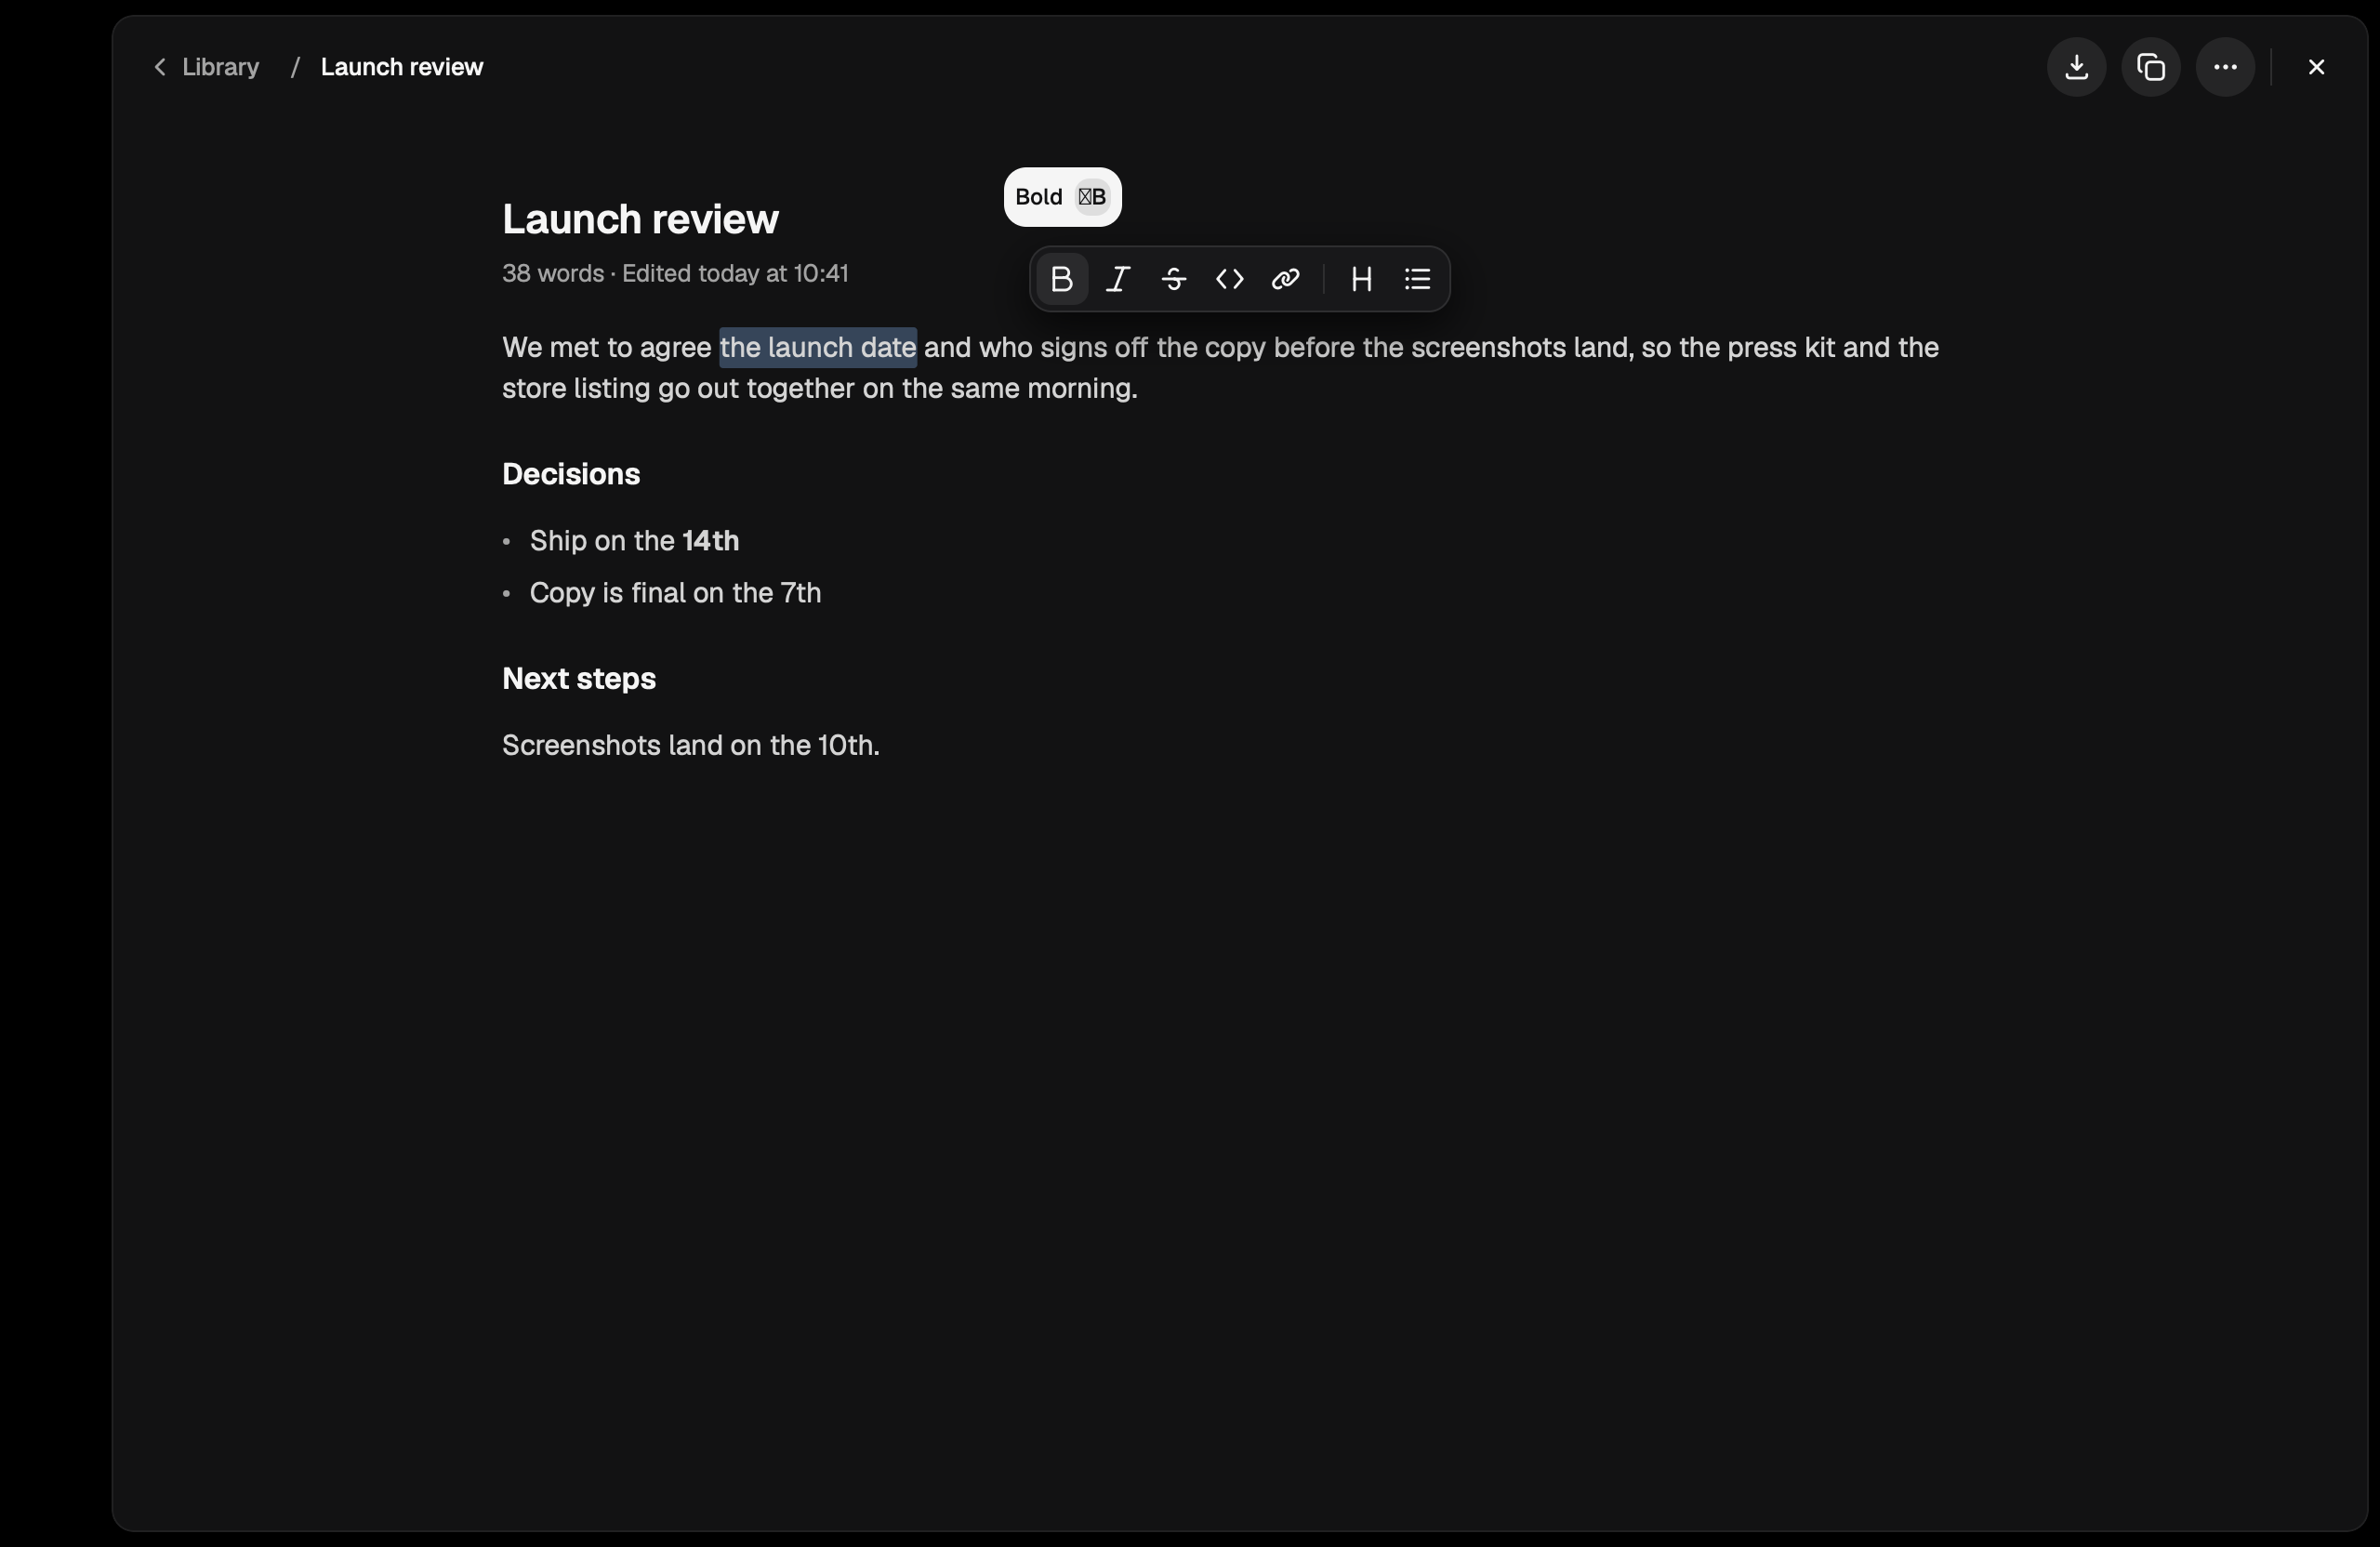 Library / Launch review
Bold B
Launch review
38 words · Edited today at 10:41
We met to agree the launch date and who signs off the copy before the screenshots land, so the press kit and the
store listing go out together on the same morning.
Decisions
• Ship on the 14th
• Copy is final on the 7th
Next steps
Screenshots land on the 10th.